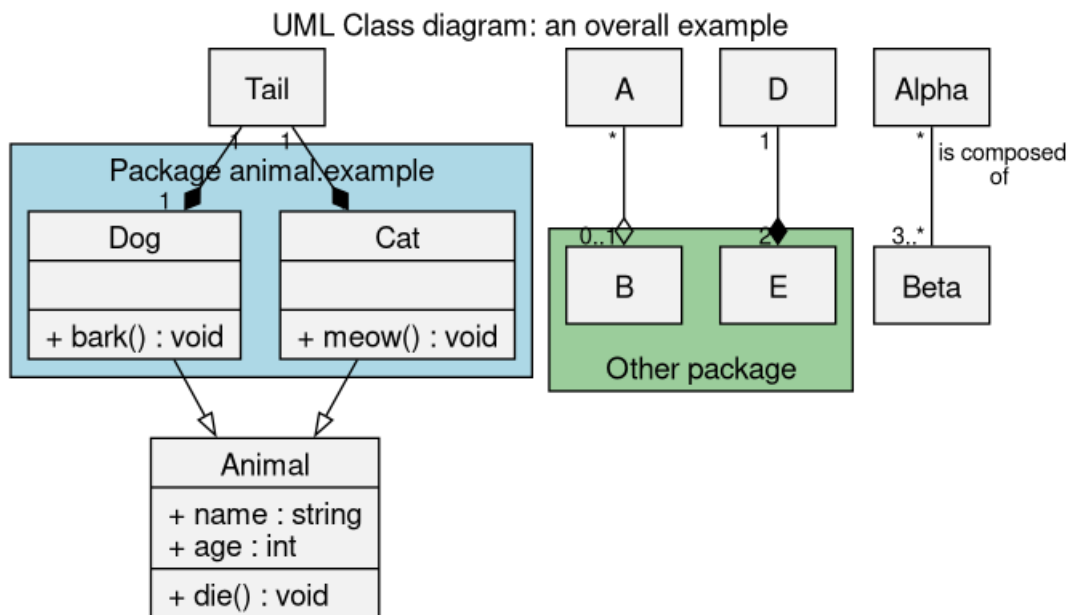 UML Class diagram: an overall example
Tail
A
D
Alpha
1
1
*
1
*
is composed
of
Package animal.example
1
0..1
2
3..*
Dog
Cat
B
E
Beta
+ bark() : void
+ meow() : void
Other package
Animal
+ name : string
+ age : int
+ die() : void